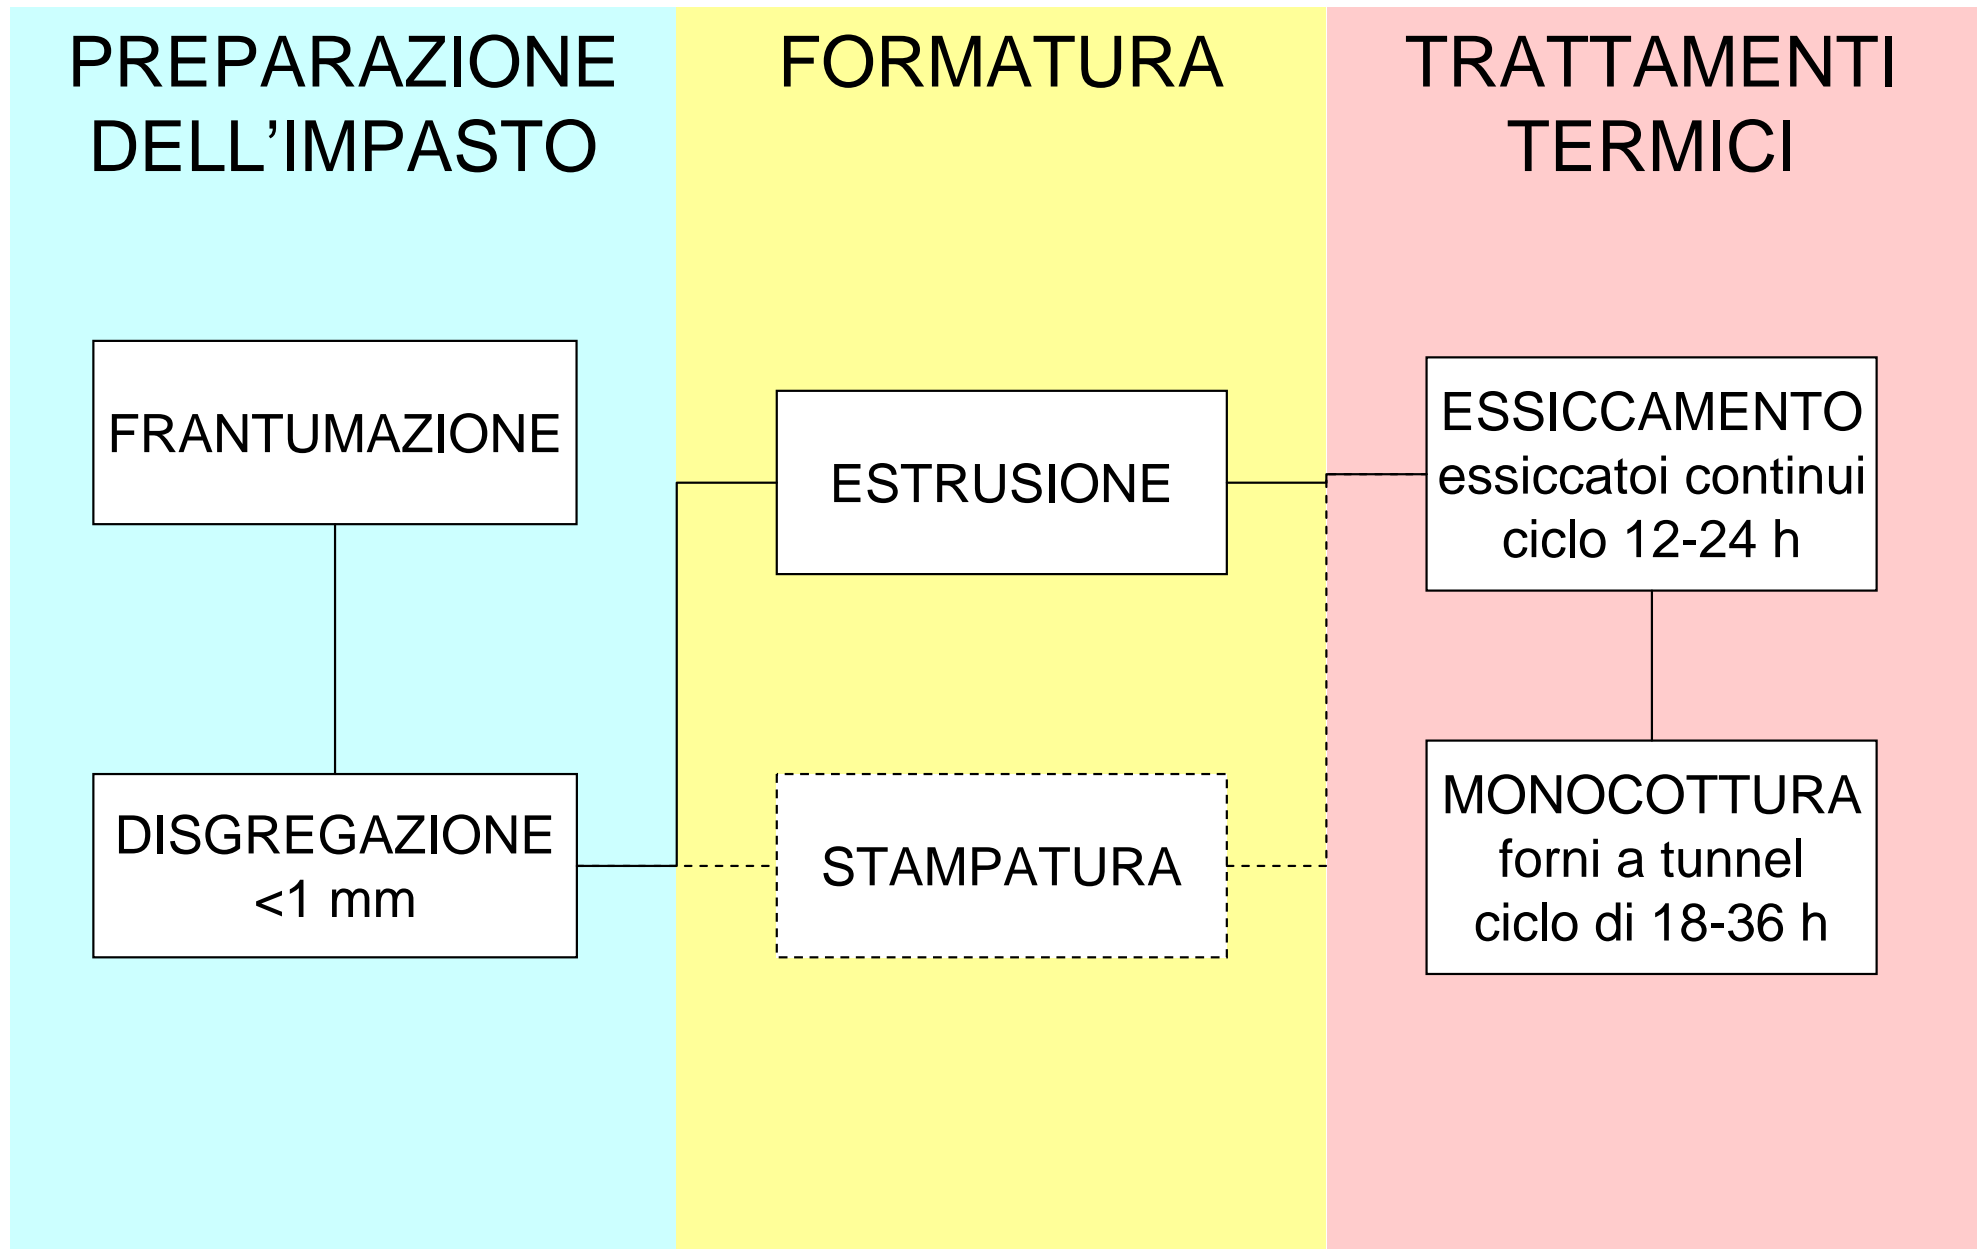 PREPARAZIONE
DELL’IMPASTO
FRANTUMAZIONE
DISGREGAZIONE
<1 mm
FORMATURA
ESTRUSIONE
STAMPATURA
TRATTAMENTI
TERMICI
ESSICCAMENTO
essiccatoi continui
ciclo 12-24 h
MONOCOTTURA
forni a tunnel
ciclo di 18-36 h